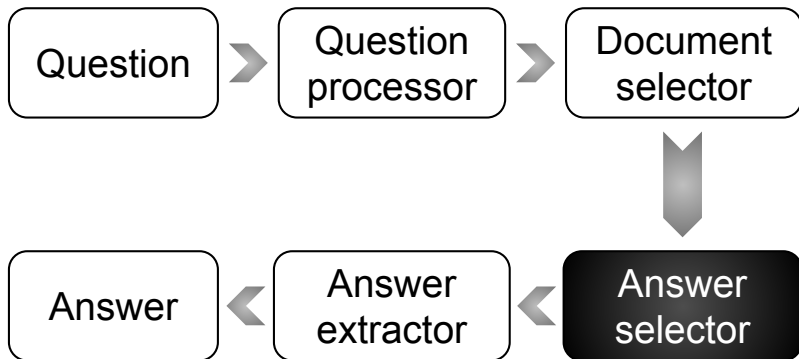 Question
Question
processor
Document
selector
Answer
Answer
extractor
Answer
selector